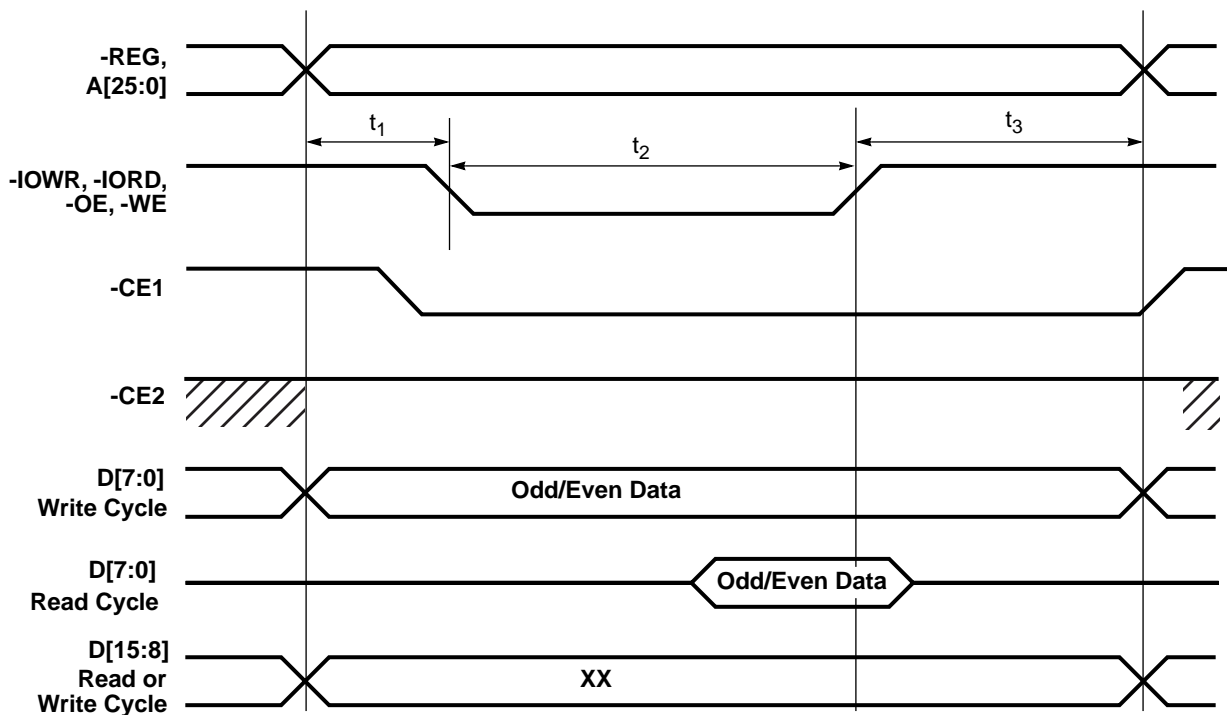 -REG,
A[25:0]
t1
t2
t3
-IOWR, -IORD,
-OE, -WE
-CE1
-CE2
D[7:0]
Write Cycle
Odd/Even Data
D[7:0]
Read Cycle
Odd/Even Data
D[15:8]
Read or
Write Cycle
XX